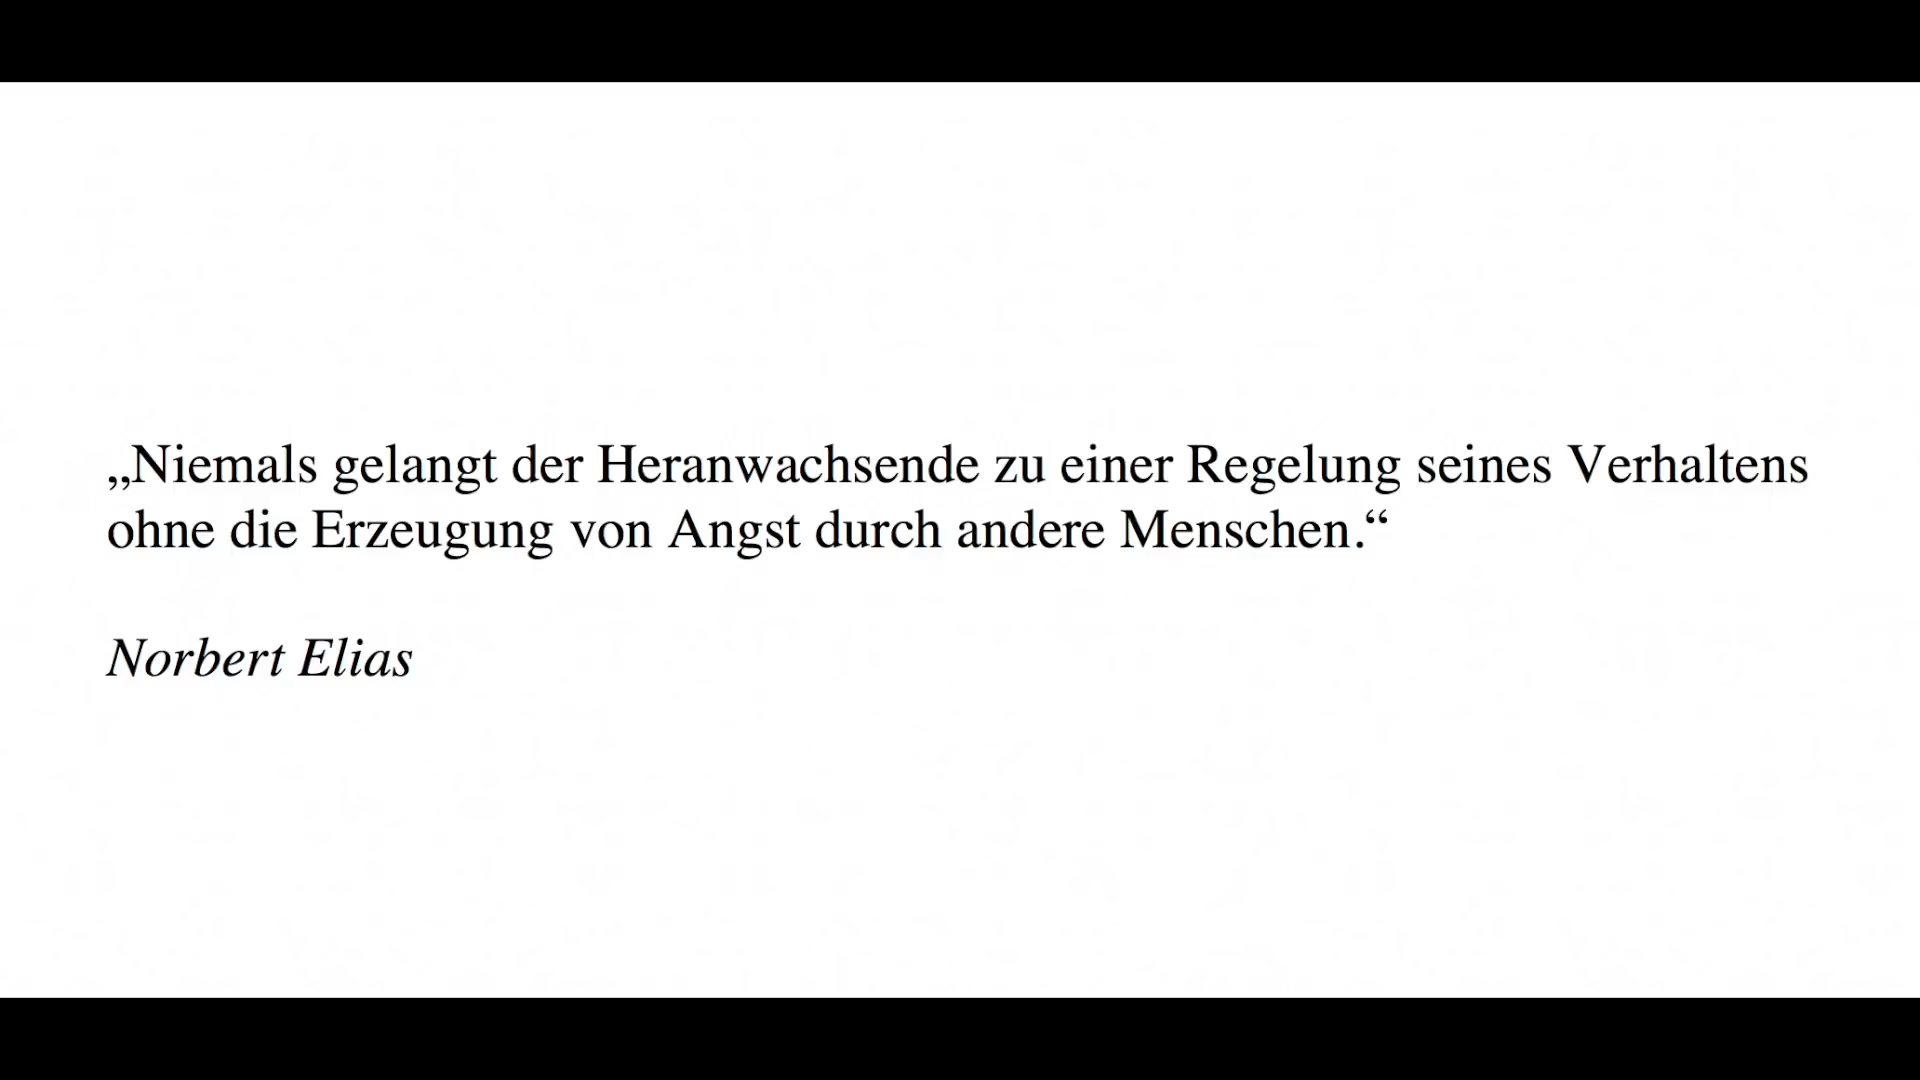 „Niemals gelangt der Heranwachsende zu einer Regelung seines Verhaltens
ohne die Erzeugung von Angst durch andere Menschen.“
Norbert Elias